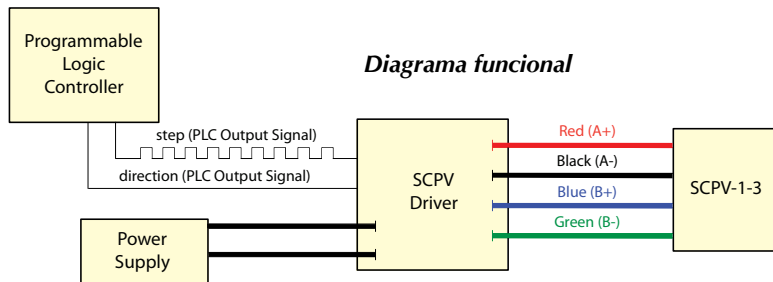 Programmable
Logic
Controller
Diagrama funcional
step (PLC Output Signal)
direction (PLC Output Signal)
SCPV
Driver
Red (A+)
Black (A-)
Blue (B+)
Green (B-)
SCPV-1-3
Power
Supply